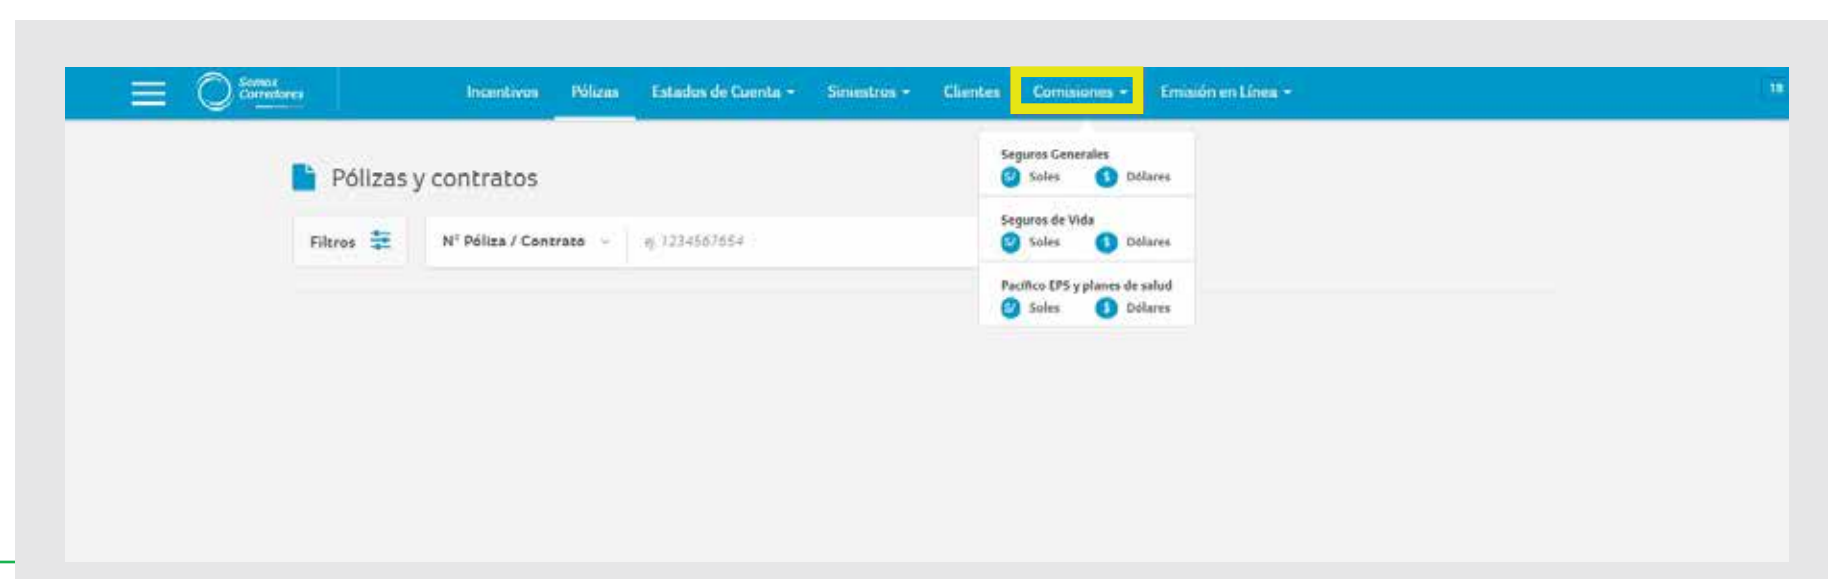 Somos
Corredores
Incentivos Pólizas Estados de Cuenta Siniestros Clientes Comisiones Emisión en Línea 18
Pólizas y contratos
Filtros N° Póliza / Contrato ej. 1234567654
Seguros Generales
S/ Soles $ Dólares
Seguros de Vida
S/ Soles $ Dólares
Pacífico EPS y planes de salud
S/ Soles $ Dólares